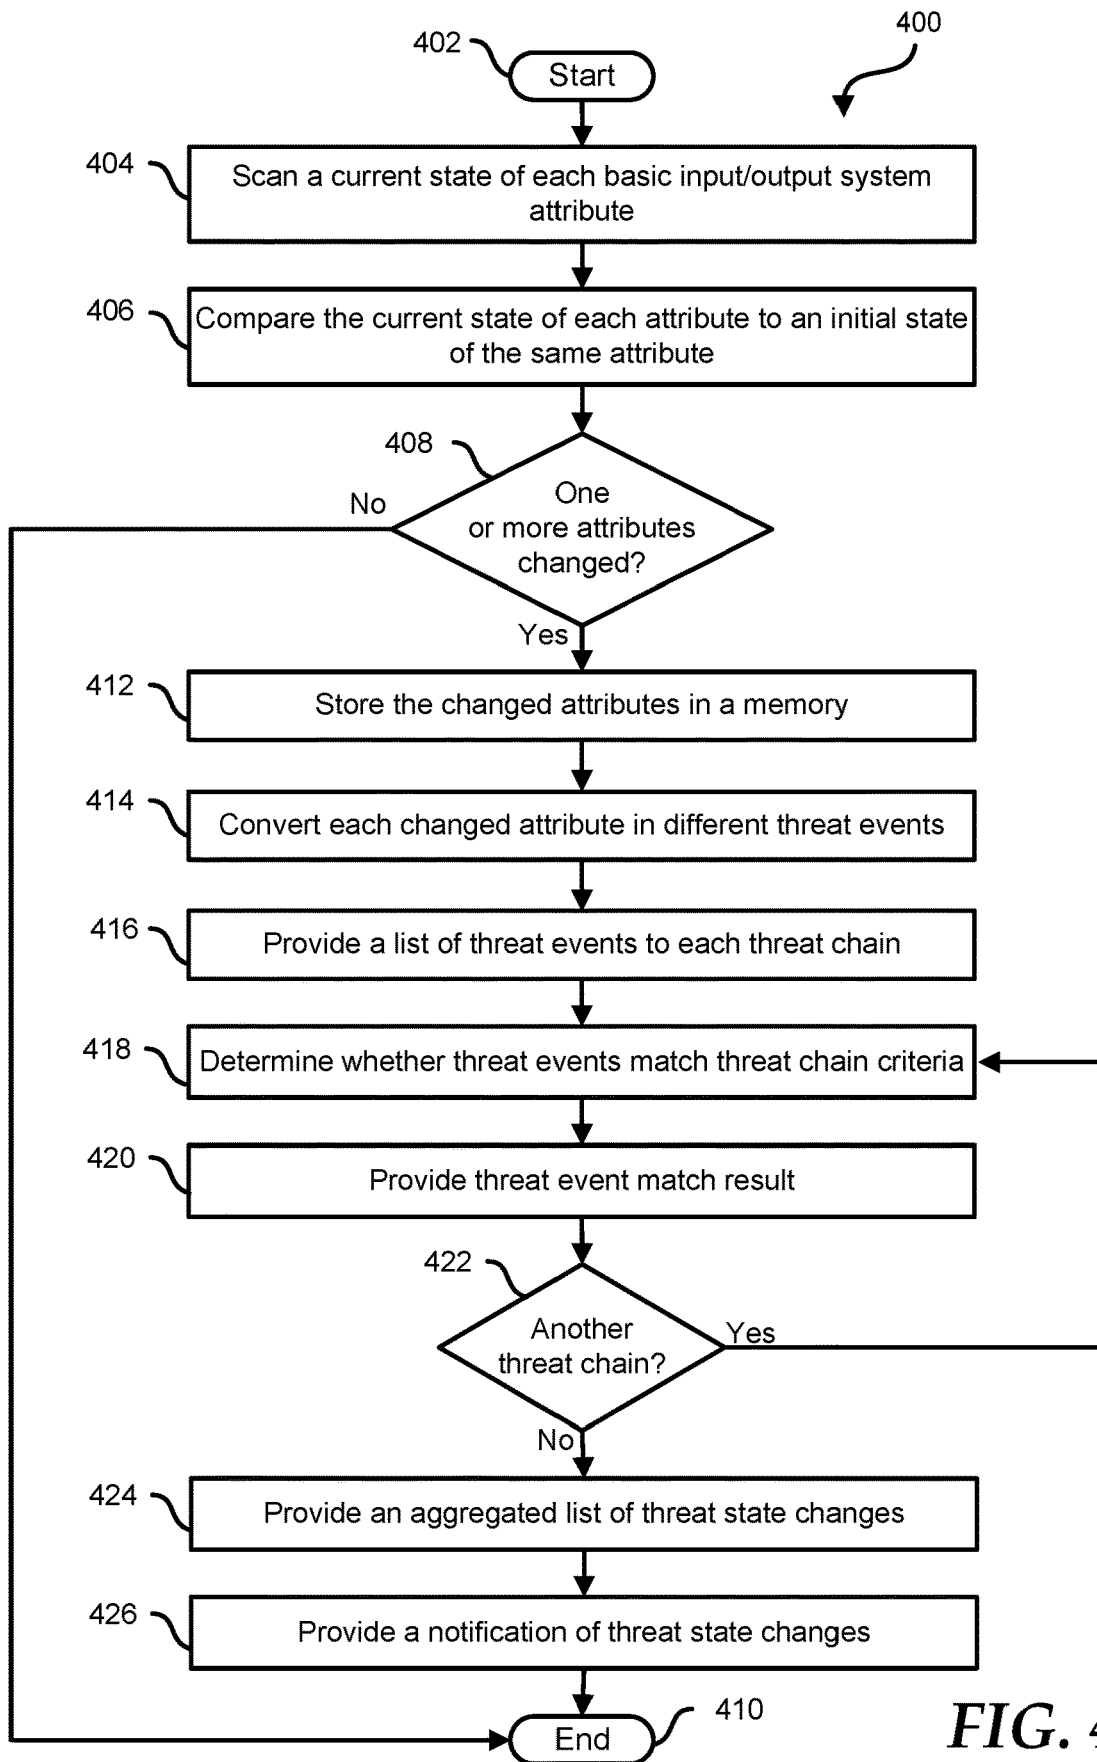 402
Start
400
404
Scan a current state of each basic input/output system
attribute
406
Compare the current state of each attribute to an initial state
of the same attribute
408
No
One
or more attributes
changed?
Yes
412
Store the changed attributes in a memory
414
Convert each changed attribute in different threat events
416
Provide a list of threat events to each threat chain
418
Determine whether threat events match threat chain criteria
420
Provide threat event match result
422
Another
threat chain?
Yes
No
424
Provide an aggregated list of threat state changes
426
Provide a notification of threat state changes
410
End
FIG. 4